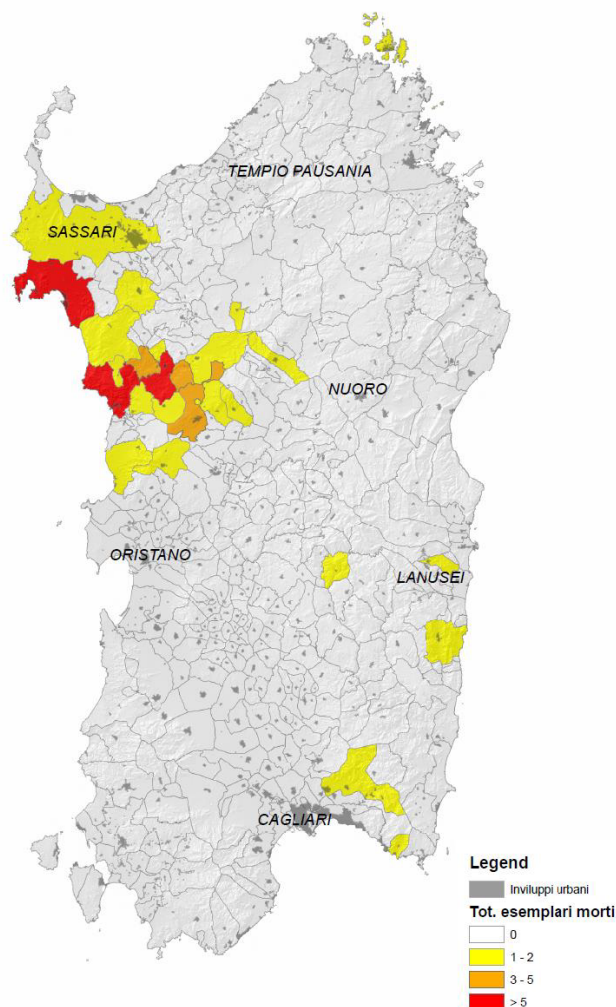 TEMPIO PAUSANIA
SASSARI
NUORO
ORISTANO
LANUSEI
CAGLIARI
Legend
Inviluppi urbani
Tot. esemplari morti
0
1 - 2
3 - 5
> 5